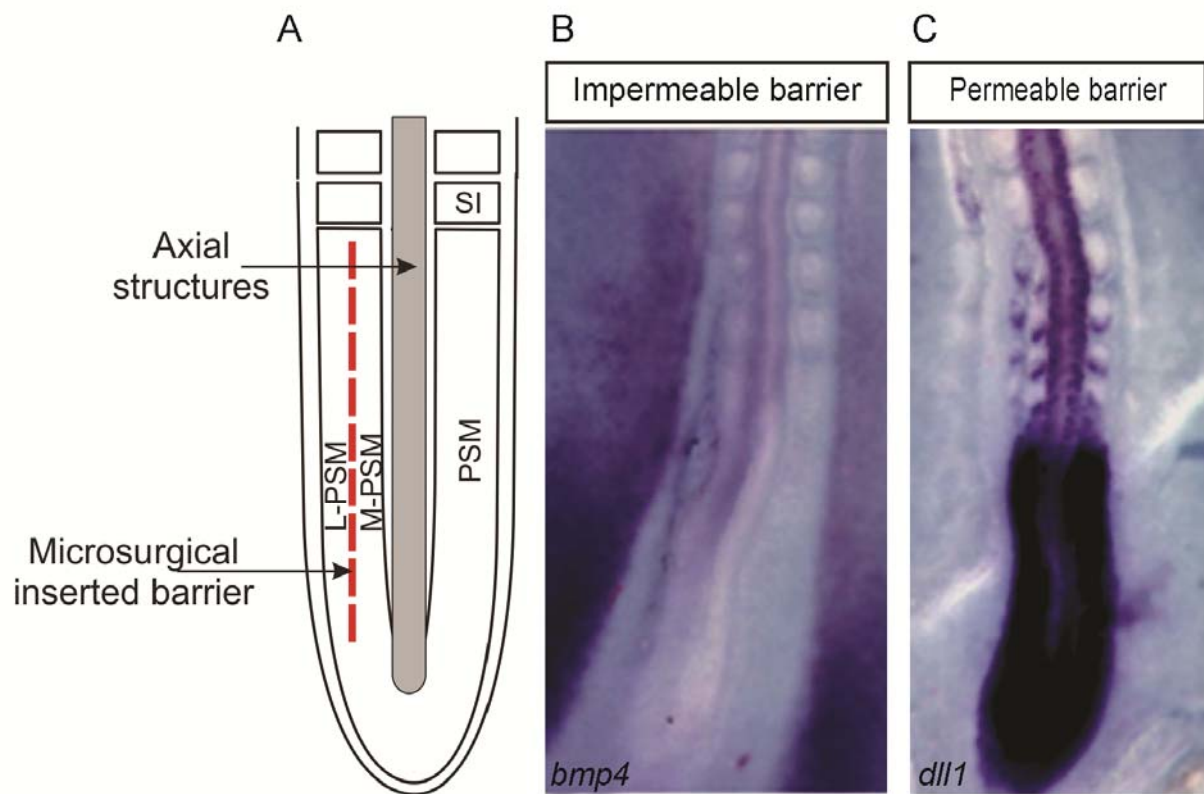 A
B
C
Impermeable barrier
Permeable barrier
SI
Axial
structures
PSM
L-PSM
M-PSM
Microsurgical
inserted barrier
bmp4
dll1